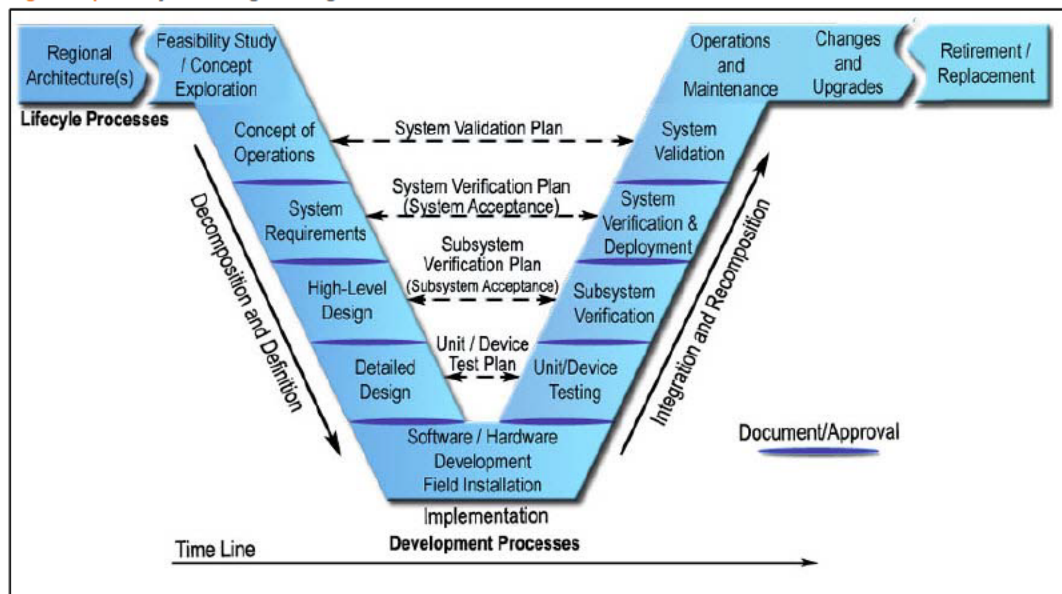 Regional
Architecture(s)
Feasibility Study
/ Concept
Exploration
Operations
and
Maintenance
Changes
and
Upgrades
Retirement /
Replacement
Lifecyle Processes
Concept of
Operations
System Validation Plan
System
Validation
System
Requirements
System Verification Plan
(System Acceptance)
System
Verification &
Deployment
High-Level
Design
Subsystem
Verification Plan
(Subsystem Acceptance)
Subsystem
Verification
Detailed
Design
Unit / Device
Test Plan
Unit/Device
Testing
Decomposition and Definition
Integration and Recomposition
Software / Hardware
Development
Field Installation
Document/Approval
Implementation
Development Processes
Time Line